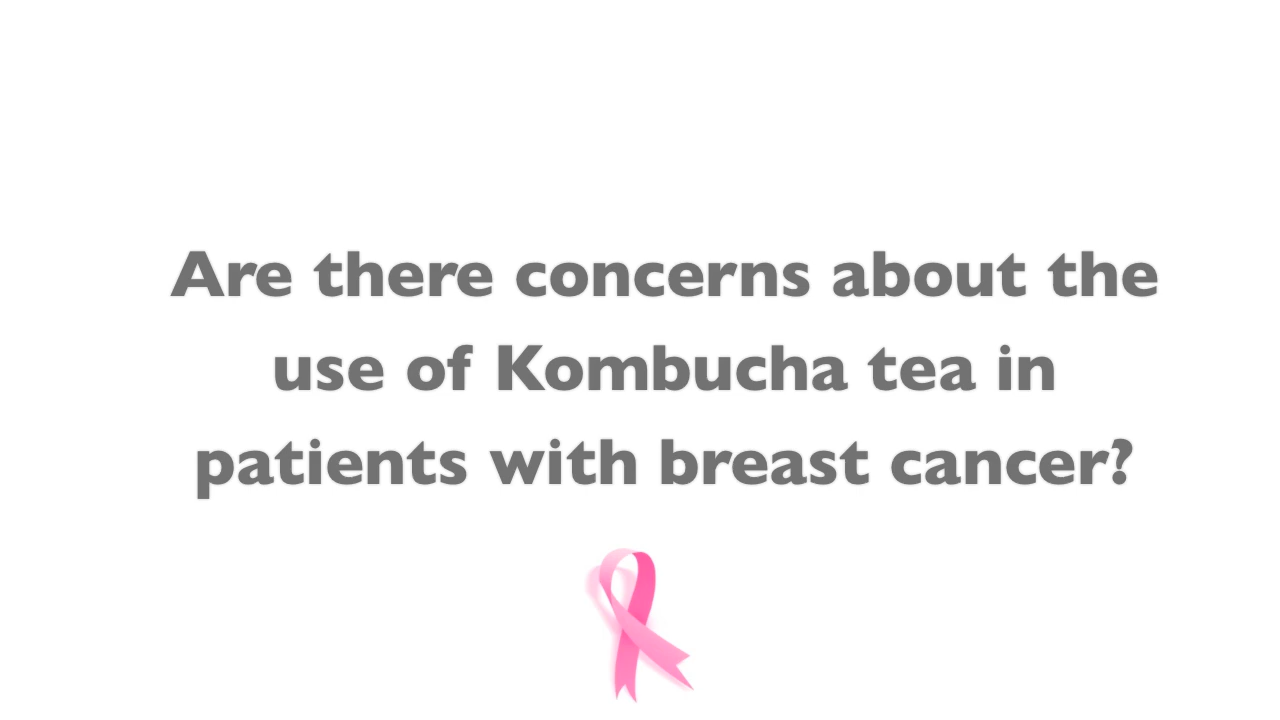 Are there concerns about the
use of Kombucha tea in
patients with breast cancer?